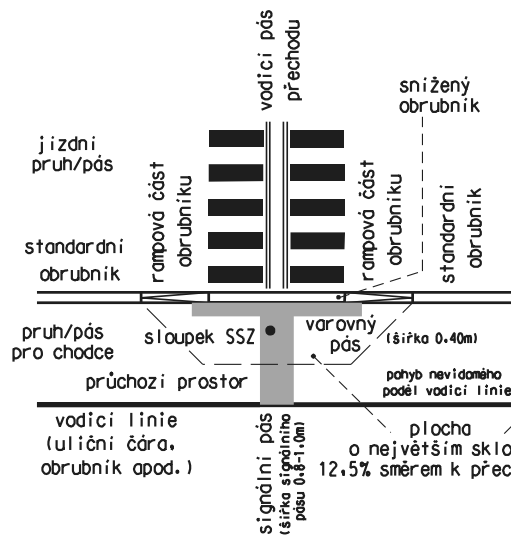 vodicí pás
přechodu
snížený
obrubník
jízdní
pruh/pás
rampová část
obrubníku
rampová část
obrubníku
standardní
obrubník
standardní
obrubník
pruh/pás
pro chodce
sloupek SSZ
varovný
pás
(šířka 0.40m)
průchozí prostor
pohyb nevidomého
podél vodicí linie
vodicí linie
(uliční čára,
obrubník apod.)
signální pás
(šířka signálního
pásu 0.8-1.0m)
plocha
o největším sklo
12.5% směrem k přec